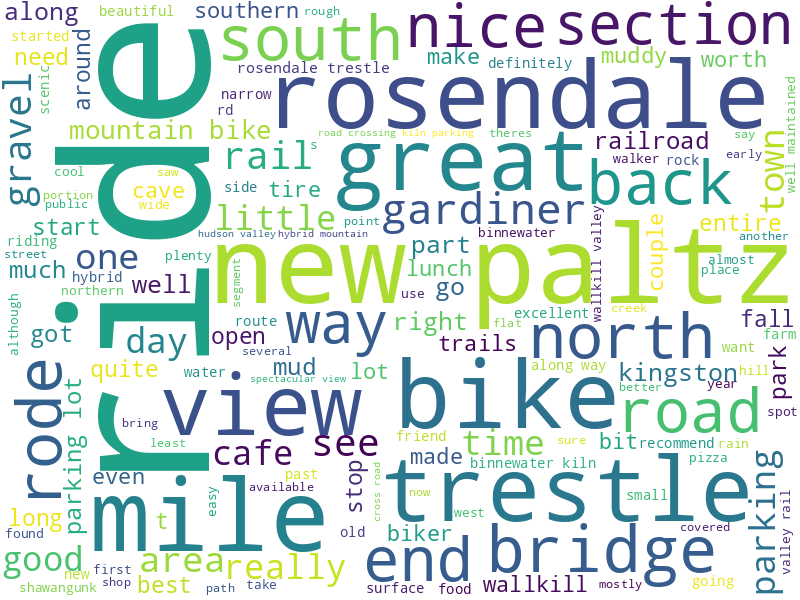 along
beautiful
rough
southern
started
need
south
nice
section
scenic
around
rosendale trestle
make
definitely
muddy
worth
narrow
rd
rosendale
ride
gravel
mountain bike
rail
s
road crossing
kiln parking
theres
railroad
say
walker
rock
early
well maintained
cool
saw
cave
portion
wide
public
great
back
town
side
tire
start
little
point
gardiner
riding
street
hudson valley
hybrid mountain
binnewater
wallkill valley
couple
entire
another
much
one
plenty
part
lunch
go
new paltz
almost
place
hybrid
northern
well
segment
use
although
got
day
route
open
way
right
flat
excellent
creek
trails
north
fall
park
want
farm
rode
several
mud
lot
along way
kingston
hill
quite
water
spectacular view
bike
better
year
spot
view
road
parking lot
bring
least
cafe
see
friend
time
sure
bit
recommend
rain
made
binnewater kiln
pizza
even
past
stop
cross road
now
trestle
small
parking
valley rail
mile
easy
available
west
long
t
found
old
biker
covered
good
area
really
end
bridge
first
new
shop
best
path
take
surface
food
wallkill
mostly
going
shawangunk